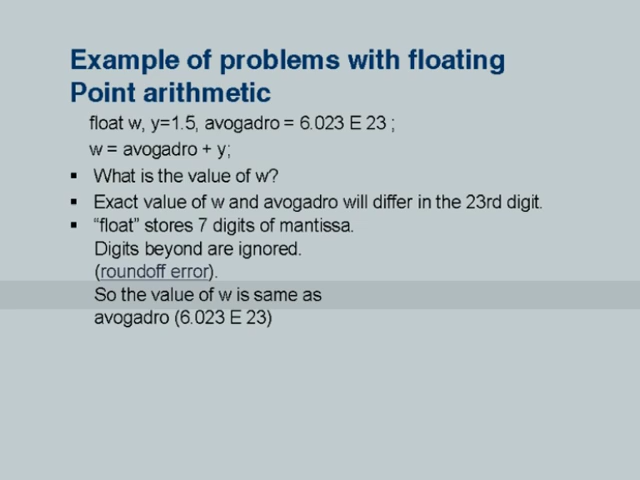 Example of problems with floating
Point arithmetic
float w, y=1.5, avogadro = 6.023 E 23 ;
w = avogadro + y;
▪ What is the value of w?
▪ Exact value of w and avogadro will differ in the 23rd digit.
▪ “float” stores 7 digits of mantissa.
Digits beyond are ignored.
(roundoff error).
So the value of w is same as
avogadro (6.023 E 23)